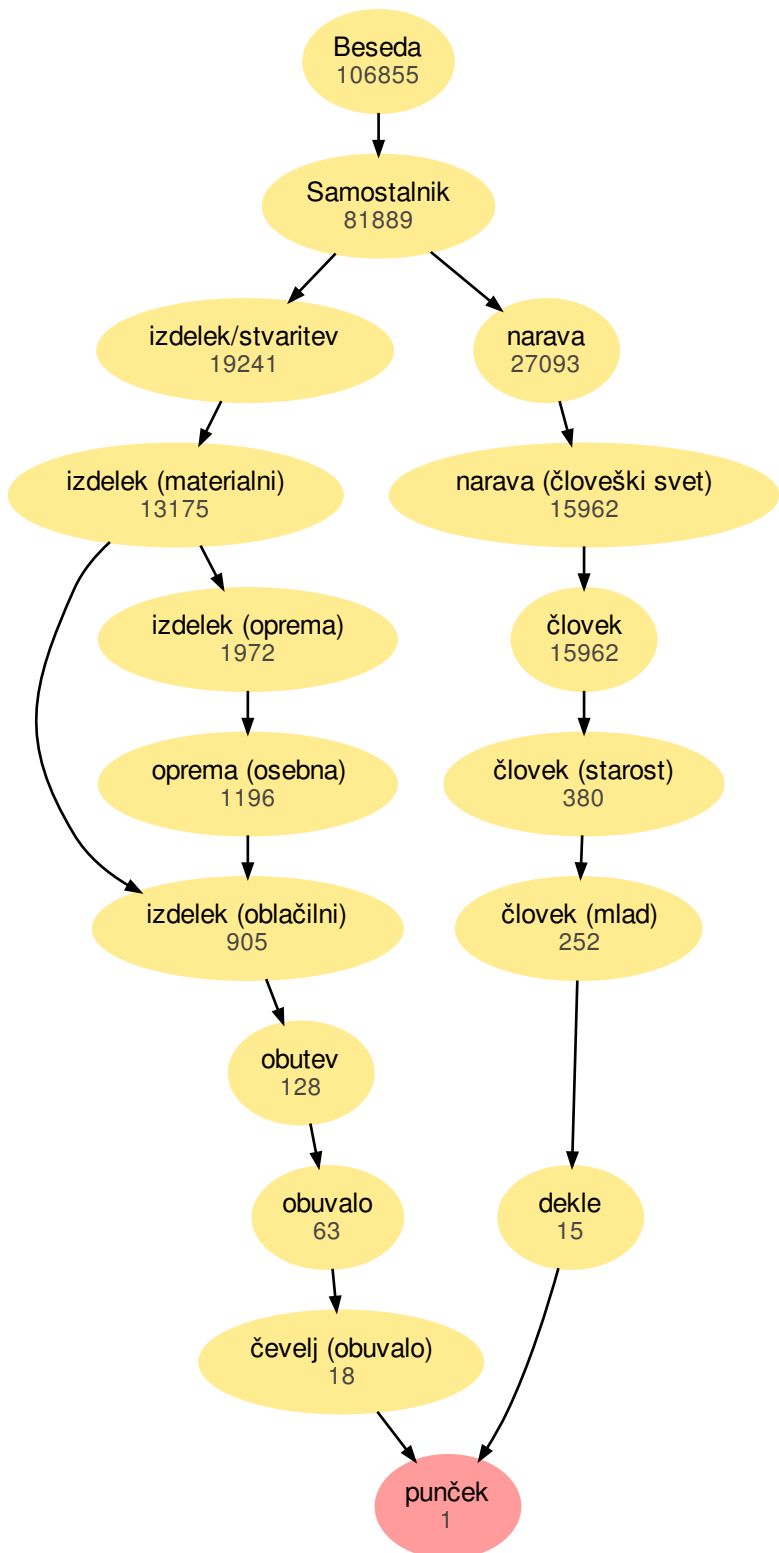 Beseda
106855
Samostalnik
81889
izdelek/stvaritev
19241
narava
27093
izdelek (materialni)
13175
narava (človeški svet)
15962
izdelek (oprema)
1972
človek
15962
oprema (osebna)
1196
človek (starost)
380
izdelek (oblačilni)
905
človek (mlad)
252
obutev
128
obuvalo
63
dekle
15
čevelj (obuvalo)
18
punček
1